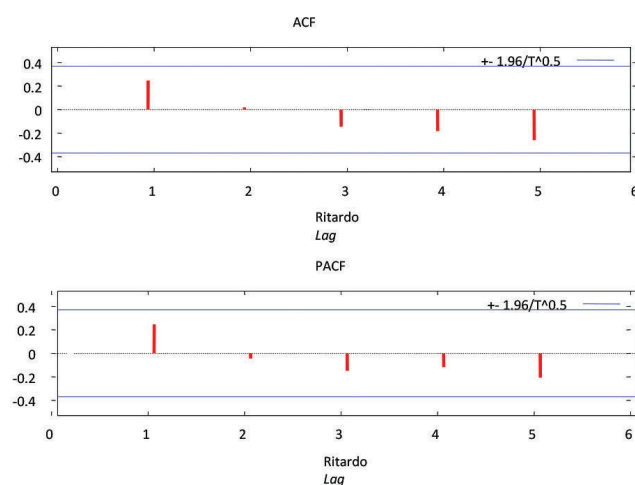 ACF
+- 1.96/T^0.5
0.4
0.2
0
-0.2
-0.4
0 1 2 3 4 5 6
Ritardo
Lag
PACF
+- 1.96/T^0.5
0.4
0.2
0
-0.2
-0.4
0 1 2 3 4 5 6
Ritardo
Lag